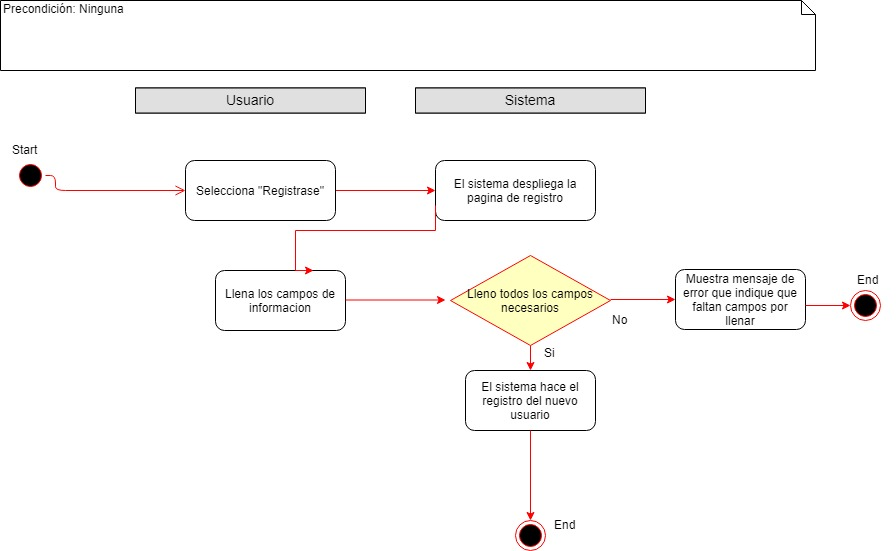 Precondición: Ninguna
Usuario
Sistema
Start
Selecciona "Registrase"
El sistema despliega la
pagina de registro
Llena los campos de
informacion
Lleno todos los campos
necesarios
No
Muestra mensaje de
error que indique que
faltan campos por
llenar
End
Si
El sistema hace el
registro del nuevo
usuario
End